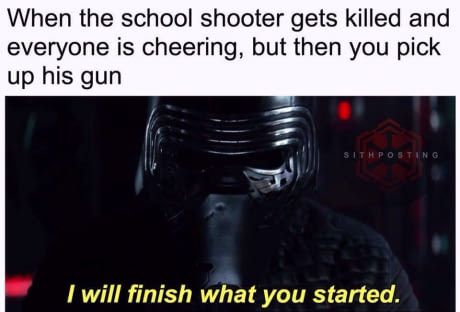 When the school shooter gets killed and
everyone is cheering, but then you pick
up his gun
SITHPOSTING
I will finish what you started.